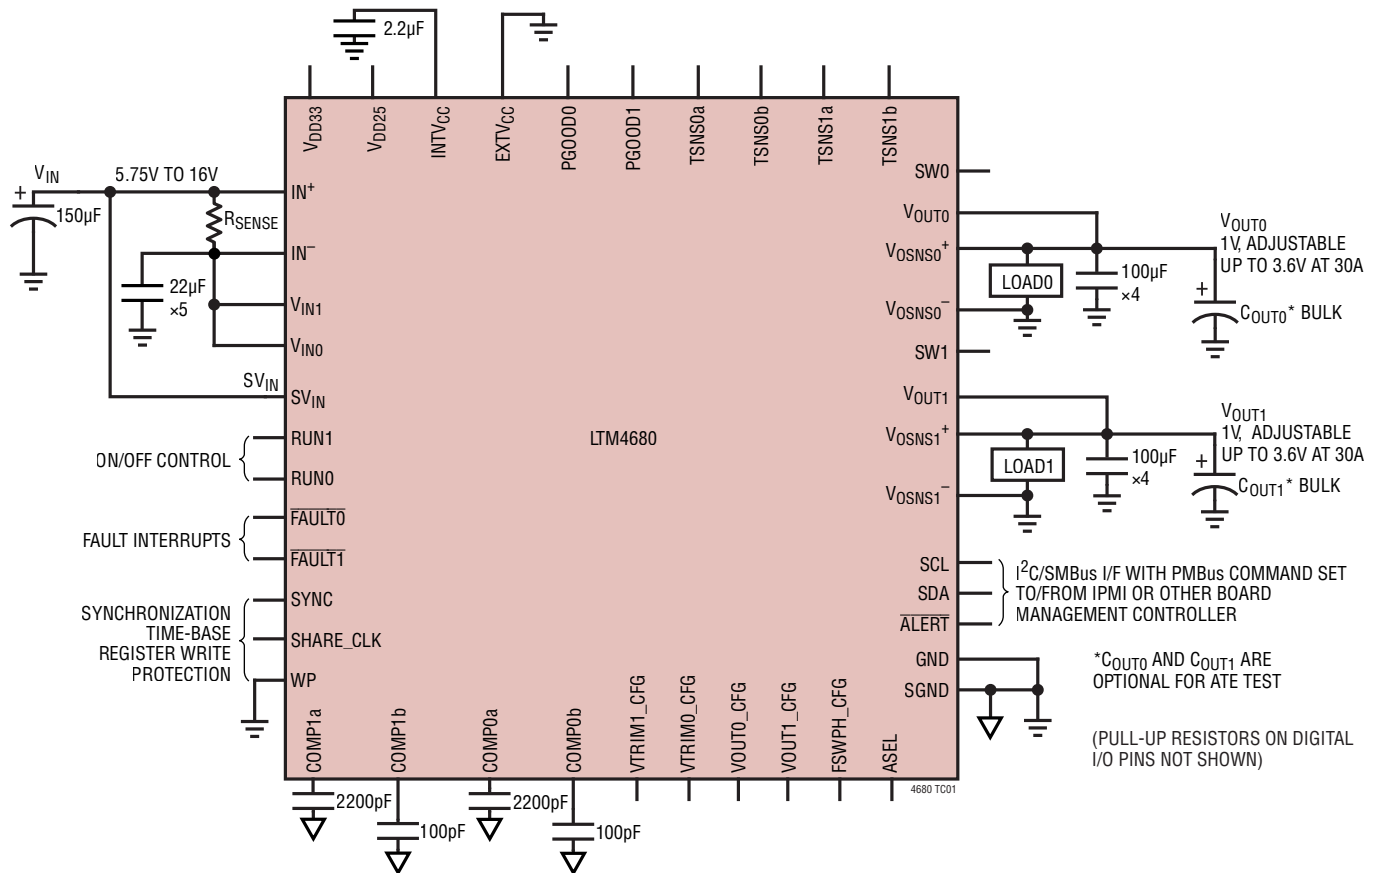 2.2µF
VDD33
VDD25
INTVCC
EXTVCC
PGOOD0
PGOOD1
TSNS0a
TSNS0b
TSNS1a
TSNS1b
VIN
5.75V TO 16V
+
150µF
RSENSE
22µF
×5
SVIN
IN+
IN−
VIN1
VIN0
SVIN
RUN1
RUN0
FAULT0
FAULT1
SYNC
SHARE_CLK
WP
ON/OFF CONTROL
FAULT INTERRUPTS
SYNCHRONIZATION
TIME-BASE
REGISTER WRITE
PROTECTION
LTM4680
SW0
VOUT0
VOSNS0+
VOSNS0−
SW1
VOUT1
VOSNS1+
VOSNS1−
SCL
SDA
ALERT
GND
SGND
LOAD0
100µF
×4
VOUT0
1V, ADJUSTABLE
UP TO 3.6V AT 30A
+
COUT0* BULK
LOAD1
100µF
×4
VOUT1
1V, ADJUSTABLE
UP TO 3.6V AT 30A
+
COUT1* BULK
I2C/SMBus I/F WITH PMBus COMMAND SET
TO/FROM IPMI OR OTHER BOARD
MANAGEMENT CONTROLLER
*COUT0 AND COUT1 ARE
OPTIONAL FOR ATE TEST
(PULL-UP RESISTORS ON DIGITAL
I/O PINS NOT SHOWN)
COMP1a
COMP1b
COMP0a
COMP0b
VTRIM1_CFG
VTRIM0_CFG
VOUT0_CFG
VOUT1_CFG
FSWPH_CFG
ASEL
4680 TC01
2200pF
100pF
2200pF
100pF